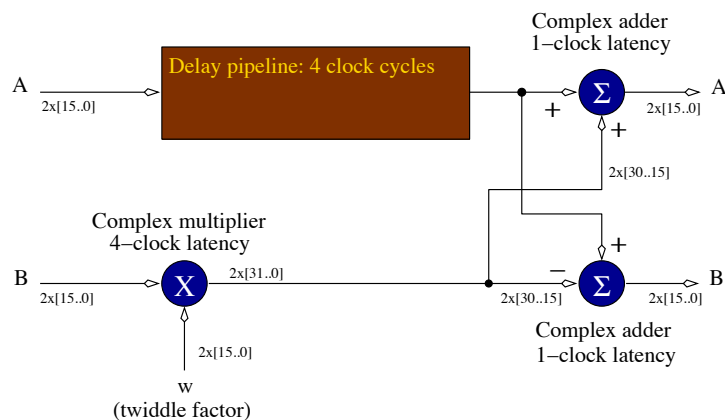 Complex adder
1−clock latency
Delay pipeline: 4 clock cycles
A
2x[15..0]
+
Σ
A
2x[15..0]
+
2x[30..15]
Complex multiplier
4−clock latency
B
2x[15..0]
X
2x[31..0]
+
−
2x[30..15]
Σ
B
2x[15..0]
Complex adder
1−clock latency
2x[15..0]
w
(twiddle factor)